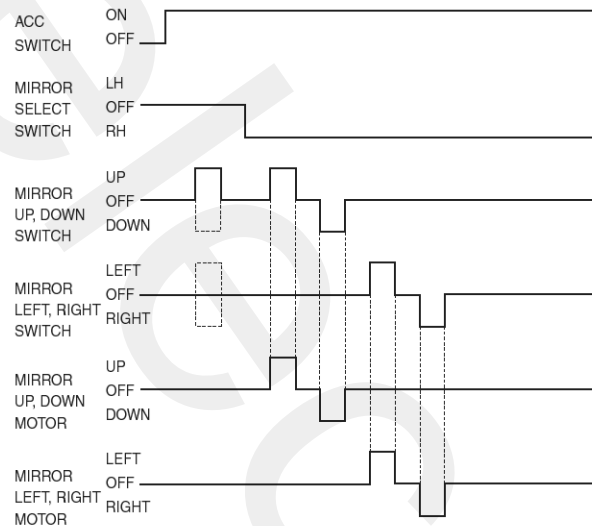 ACC
SWITCH
ON
OFF
MIRROR
SELECT
SWITCH
LH
OFF
RH
MIRROR
UP, DOWN
SWITCH
UP
OFF
DOWN
MIRROR
LEFT, RIGHT
SWITCH
LEFT
OFF
RIGHT
MIRROR
UP, DOWN
MOTOR
UP
OFF
DOWN
MIRROR
LEFT, RIGHT
MOTOR
LEFT
OFF
RIGHT